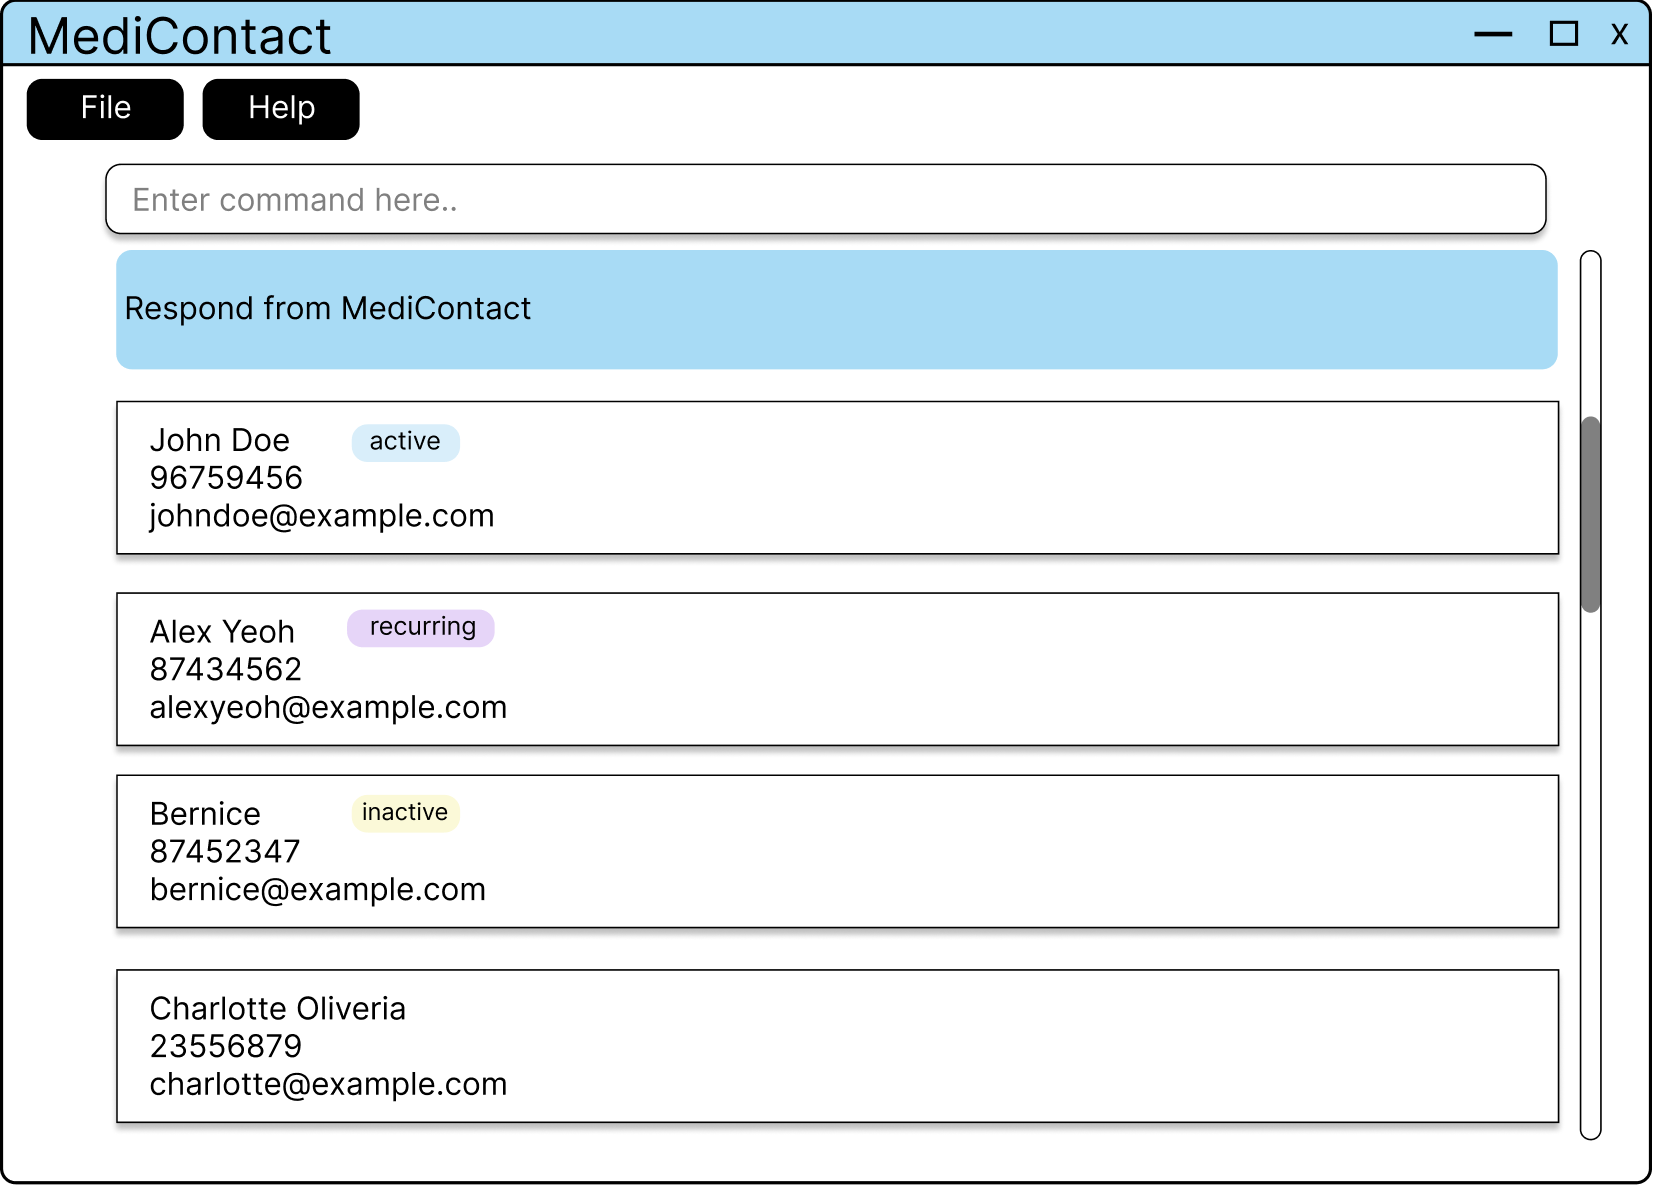 MediContact
X
File
Help
Enter command here..
Respond from MediContact
John Doe
active
96759456
johndoe@example.com
Alex Yeoh
recurring
87434562
alexyeoh@example.com
Bernice
inactive
87452347
bernice@example.com
Charlotte Oliveria
23556879
charlotte@example.com